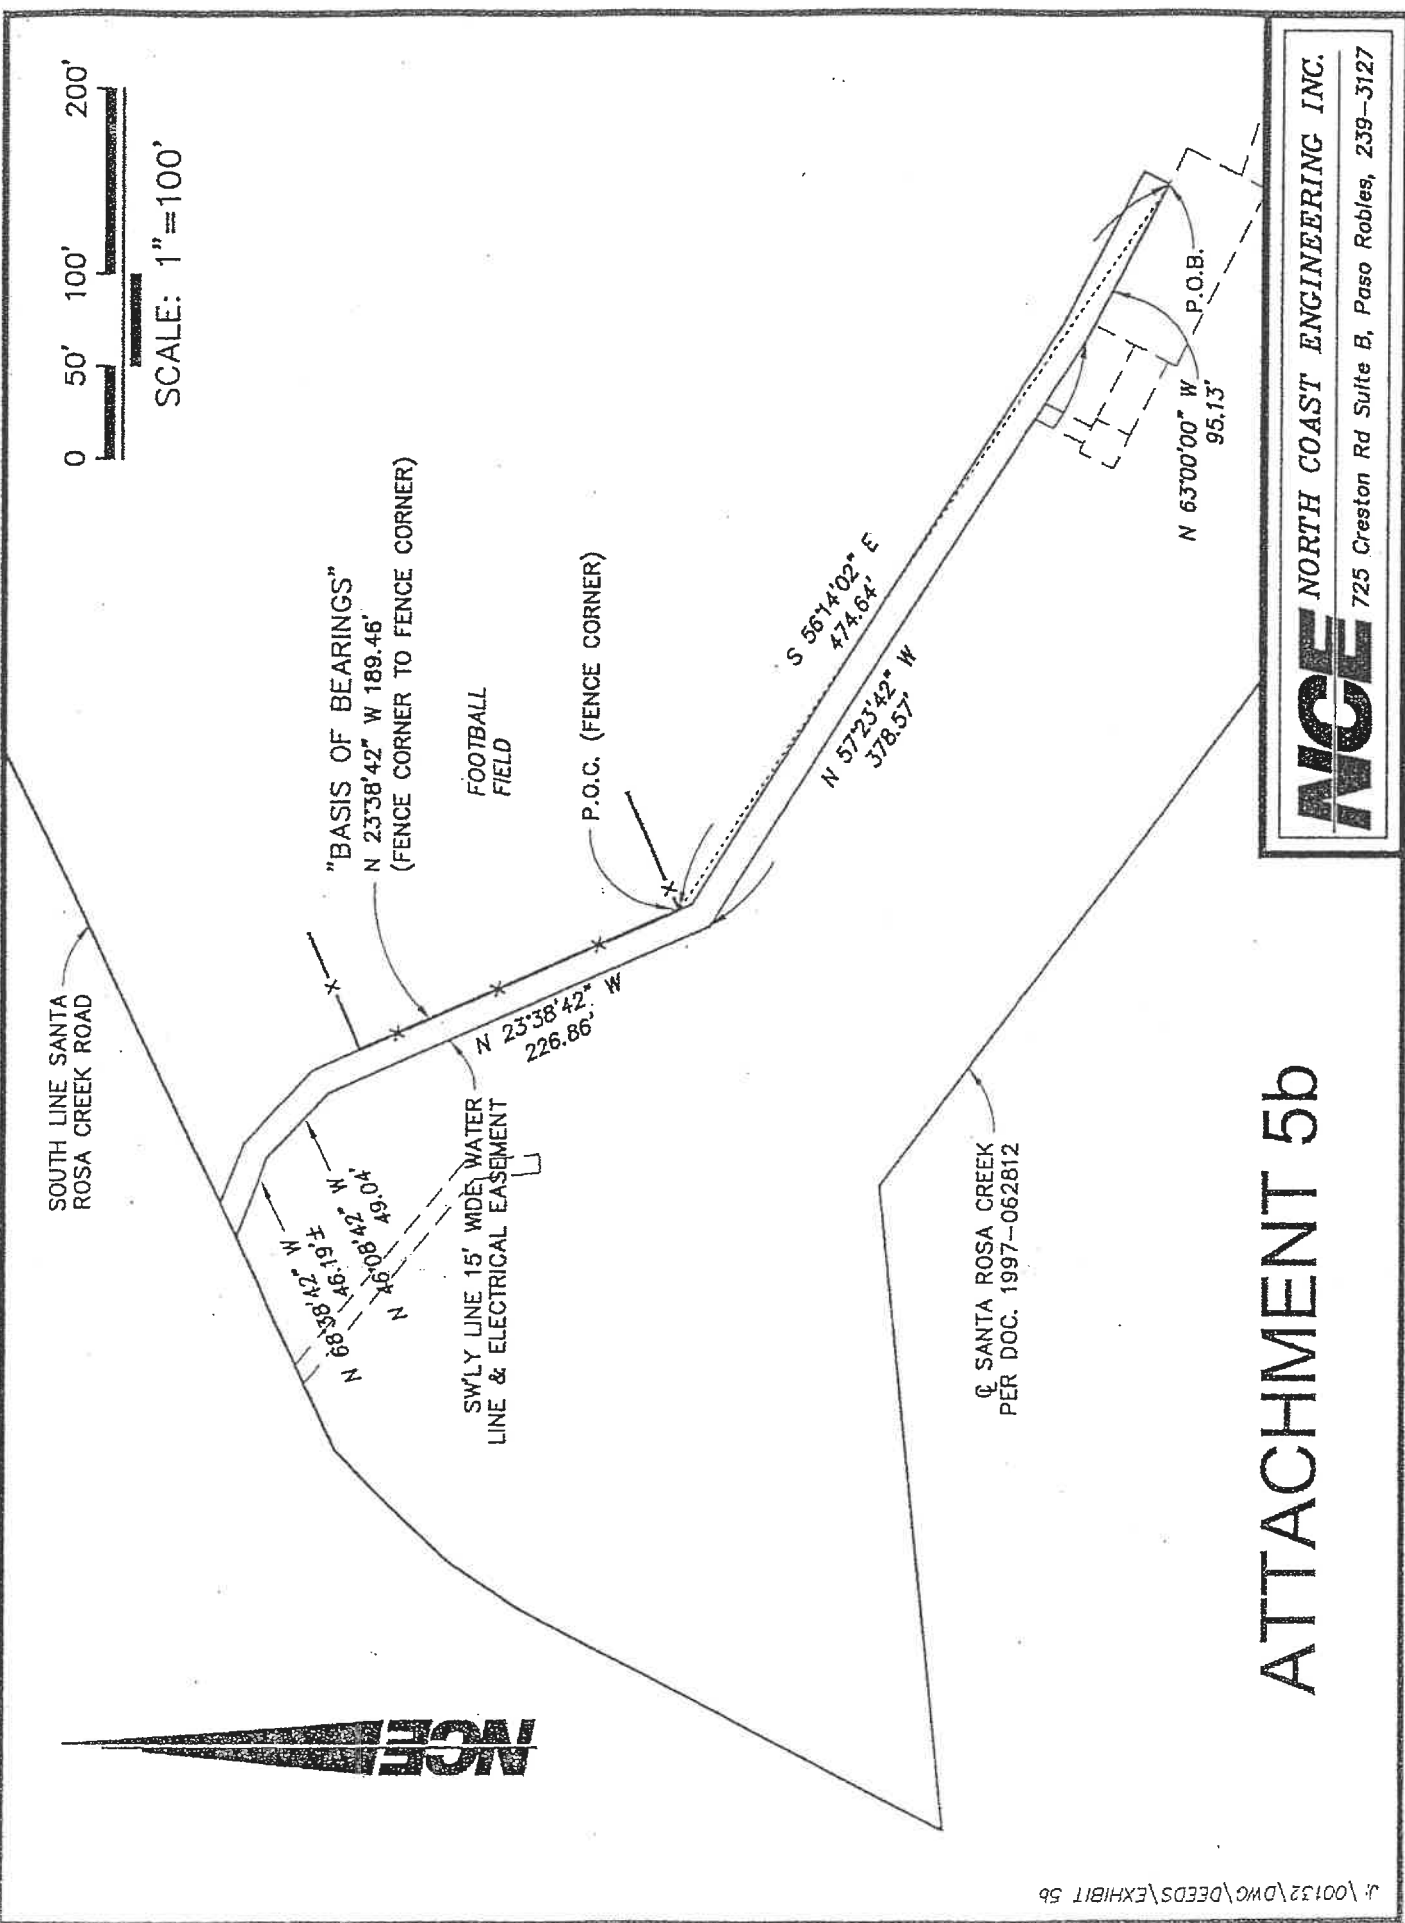 0 50' 100' 200'
SCALE: 1"=100'
SOUTH LINE SANTA
ROSA CREEK ROAD
"BASIS OF BEARINGS"
N 23°38'42" W 189.46'
(FENCE CORNER TO FENCE CORNER)
FOOTBALL
FIELD
P.O.C. (FENCE CORNER)
X
X
N 68°38'42" W
46.19'±
N 46°08'42" W
49.04'
N 23°38'42" W
226.86'
SW'LY LINE 15' WIDE WATER
LINE & ELECTRICAL EASEMENT
S 56°14'02" E
474.64'
N 57°23'42" W
378.57'
P.O.B.
N 63°00'00" W
95.13'
℄ SANTA ROSA CREEK
PER DOC. 1997-062812
NCE
ATTACHMENT 5b
NCE NORTH COAST ENGINEERING INC.
725 Creston Rd Suite B, Paso Robles, 239-3127
J:\00132\DWG\DEEDS\EXHIBIT 5b